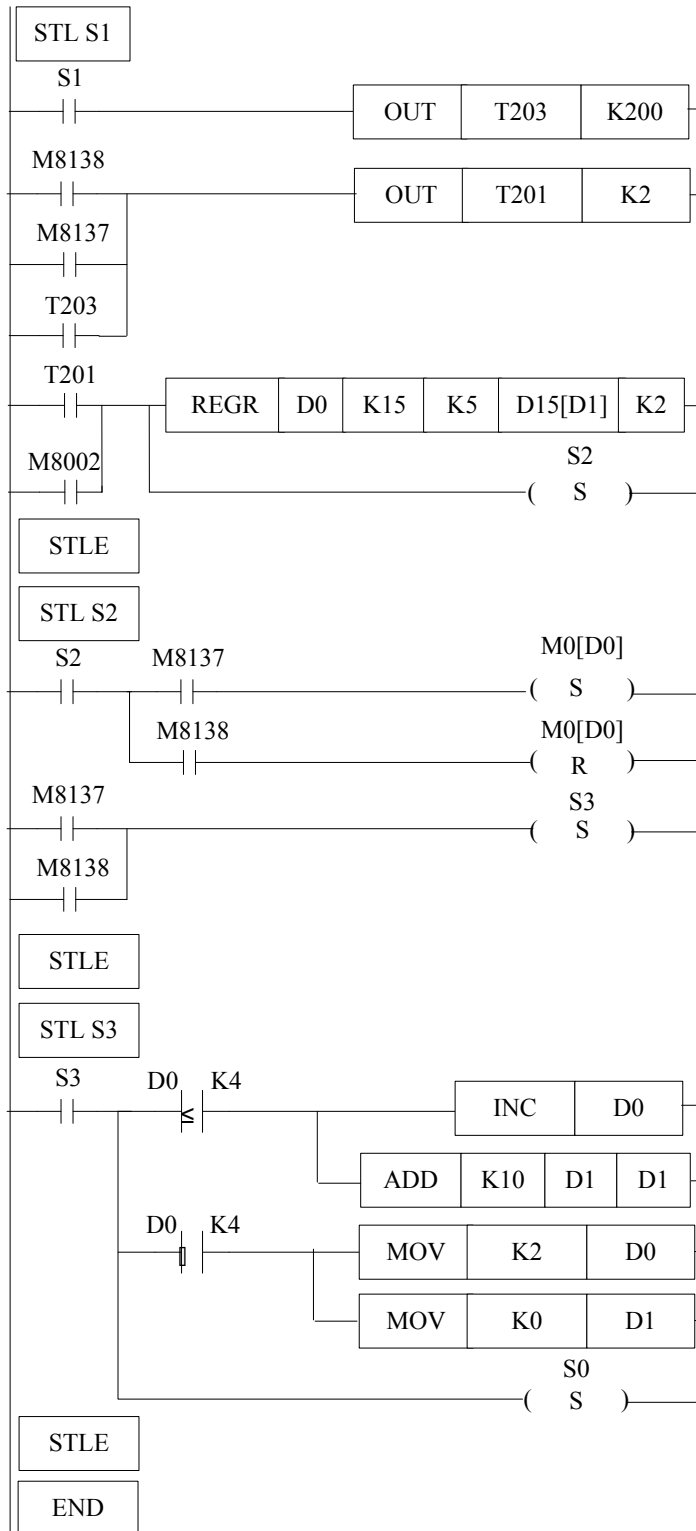 STL S1
S1
OUT T203 K200
M8138
OUT T201 K2
M8137
T203
T201
REGR D0 K15 K5 D15[D1] K2
M8002
S2
( S )
STLE
STL S2
S2 M8137
M0[D0]
( S )
M8138
M0[D0]
( R )
M8137
S3
( S )
M8138
STLE
STL S3
S3
D0 ≤ K4
INC D0
ADD K10 D1 D1
D0 K4
MOV K2 D0
MOV K0 D1
S0
( S )
STLE
END